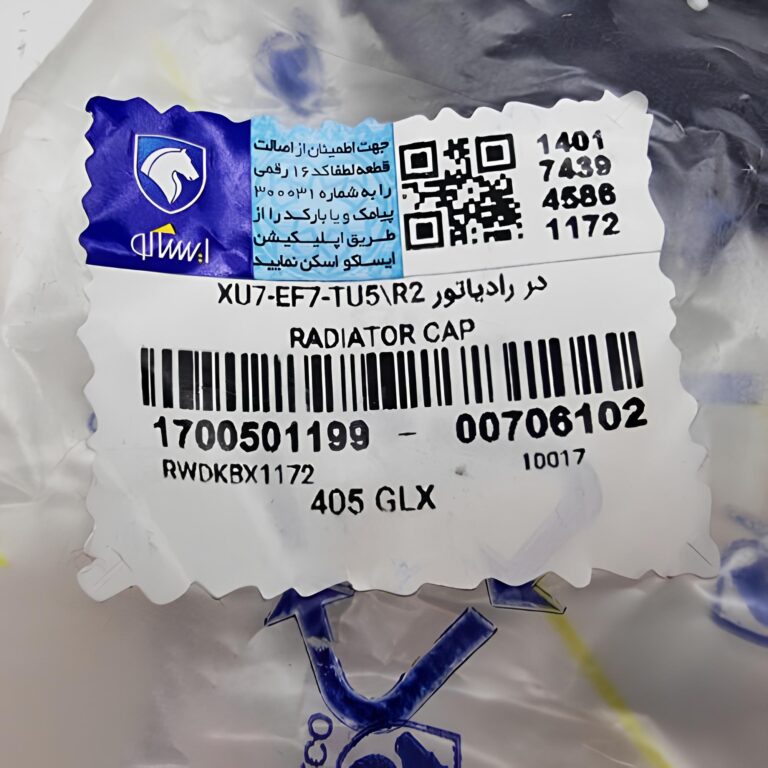 ایساکو
جهت اطمینان از اصالت
قطعه لطفا کد ۱۶ رقمی
را به شماره ۳۰۰۰۳۱
پیامک و یا بارکد را از
طریق اپلیکیشن
ایساکو اسکن نمایید
1401
7439
4586
1172
در رادیاتور XU7-EF7-TU5\R2
RADIATOR CAP
1700501199 - 00706102
RWDKBX1172 10017
405 GLX